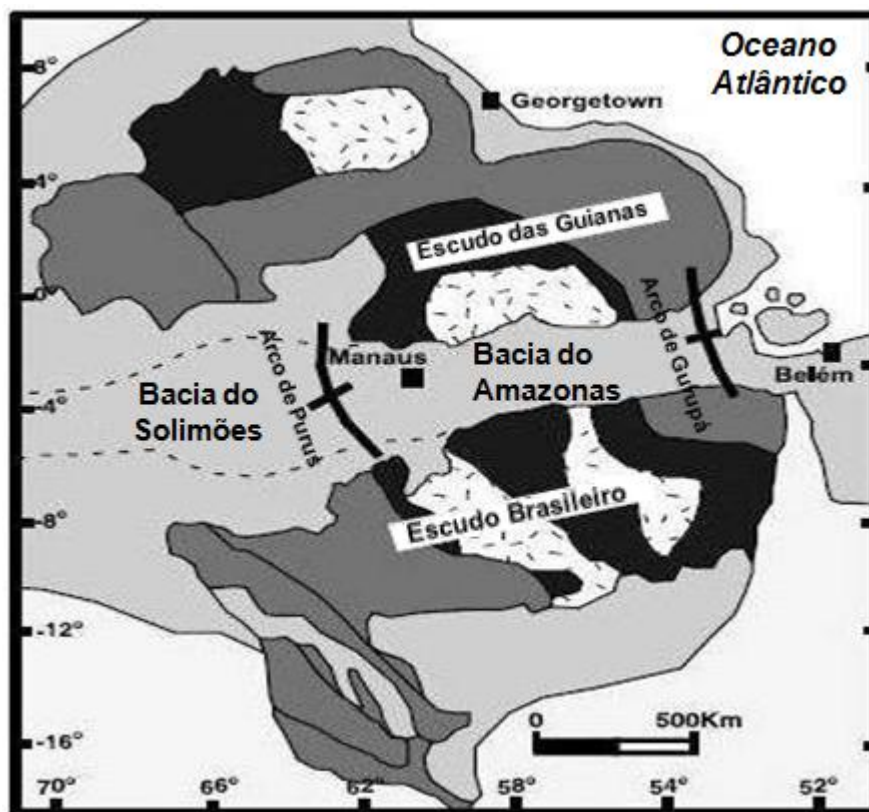 Oceano
Atlântico
8°
Georgetown
4°
Escudo das Guianas
0°
Arco de Purus
Manaus
Bacia do
Amazonas
Arco de Gurupá
Belém
Bacia do
Solimões
-4°
Escudo Brasileiro
-8°
-12°
0 500Km
-16°
70° 66° 62° 58° 54° 52°